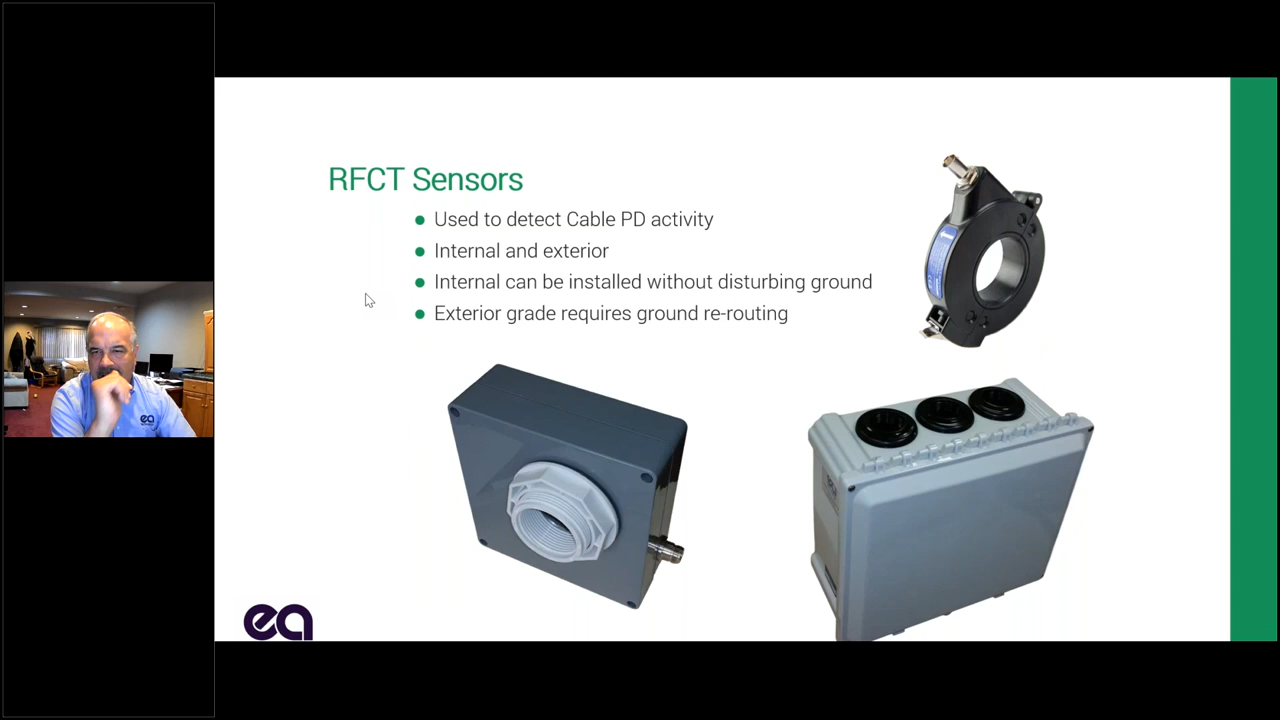 RFCT Sensors
Used to detect Cable PD activity
Internal and exterior
Internal can be installed without disturbing ground
Exterior grade requires ground re-routing
ea
ea